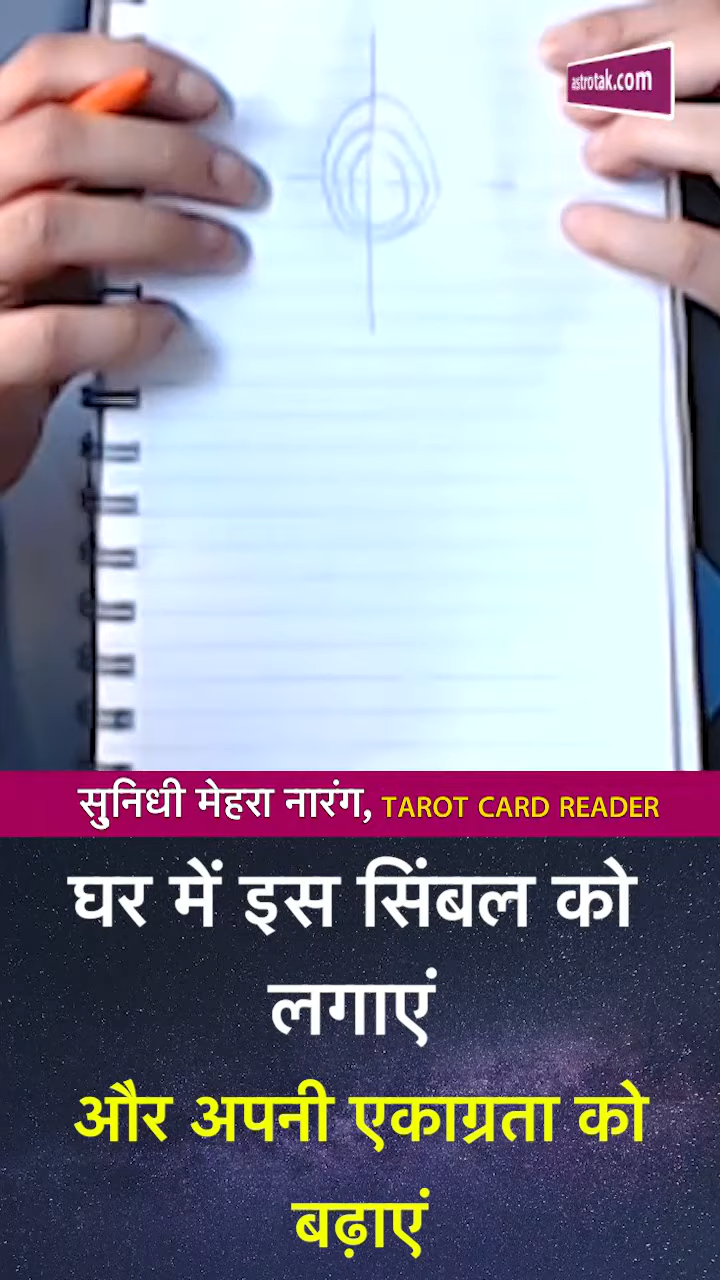 astrotak.com
सुनिधी मेहरा नारंग, TAROT CARD READER
घर में इस सिंबल को
लगाएं
और अपनी एकाग्रता को
बढ़ाएं